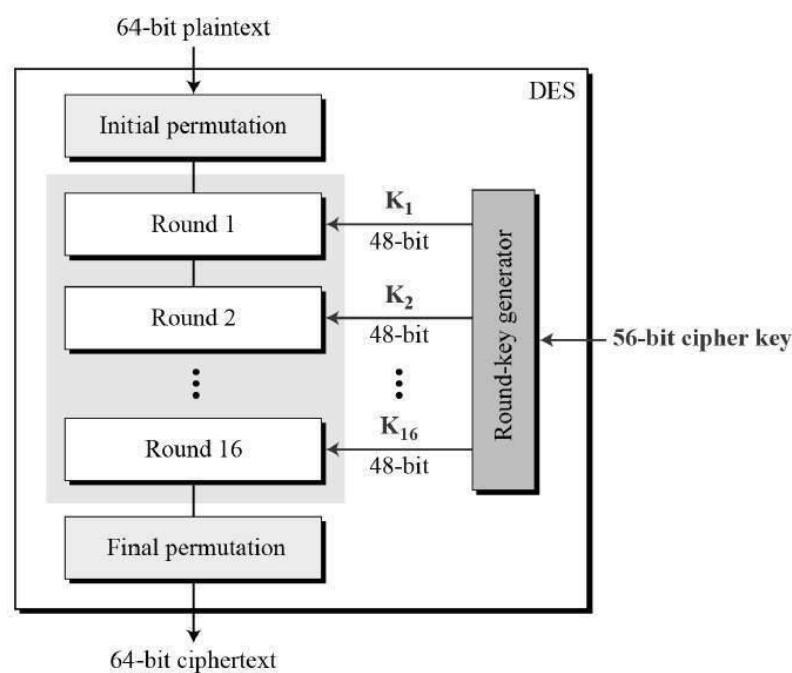 64-bit plaintext
DES
Initial permutation
Round 1
K1
48-bit
Round 2
K2
48-bit
Round-key generator
56-bit cipher key
Round 16
K16
48-bit
Final permutation
64-bit ciphertext